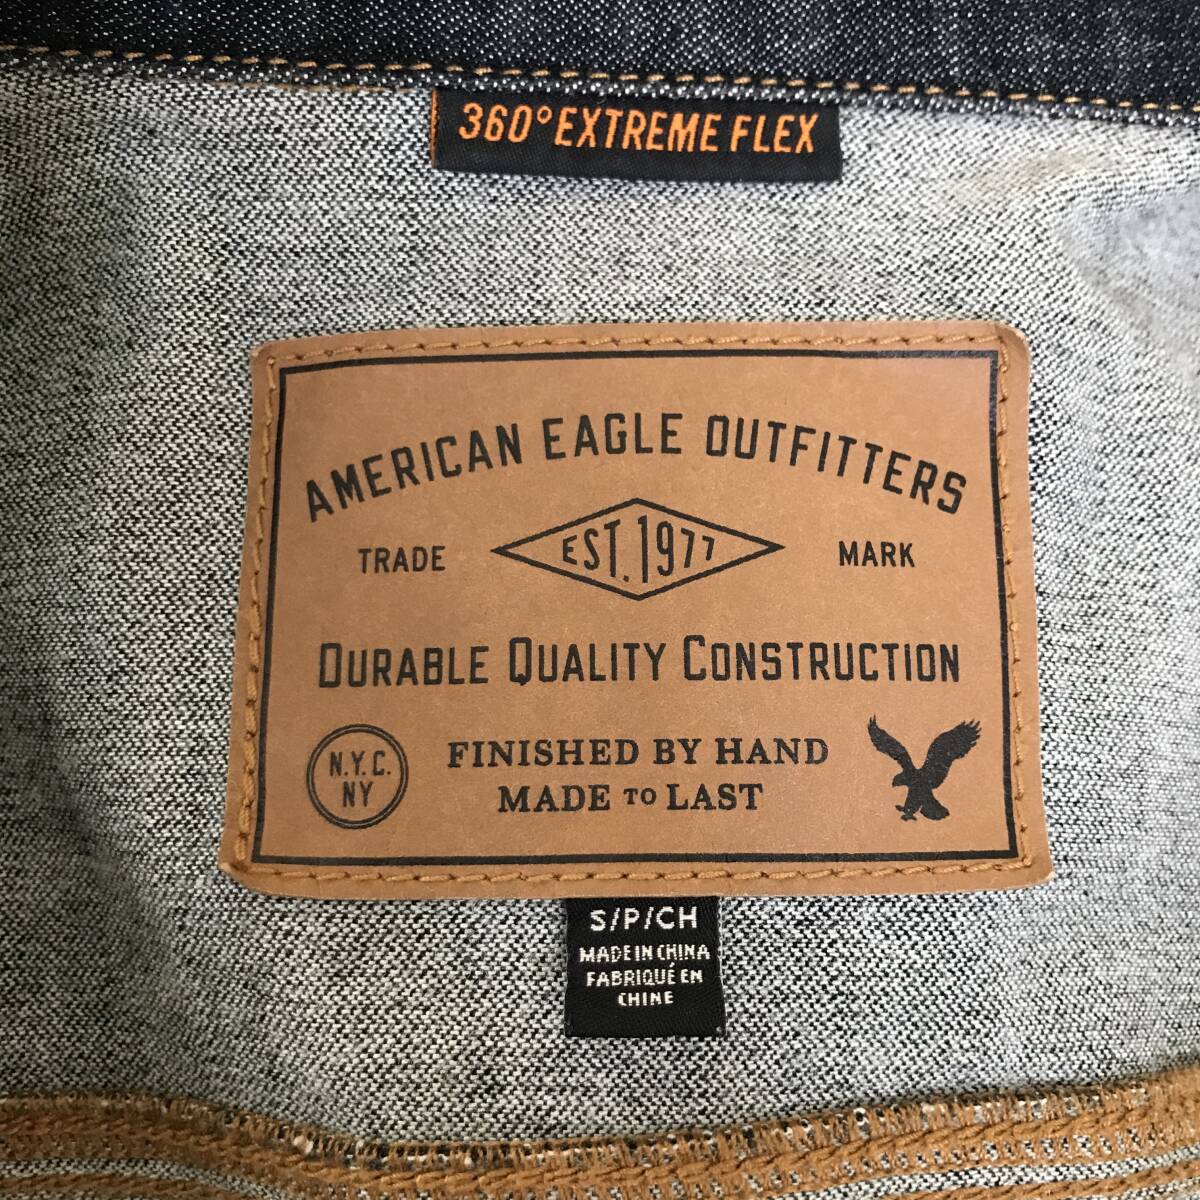 360° EXTREME FLEX
AMERICAN EAGLE OUTFITTERS
TRADE EST. 1977 MARK
DURABLE QUALITY CONSTRUCTION
N.Y.C.
NY
FINISHED BY HAND
MADE TO LAST
S/P/CH
MADE IN CHINA
FABRIQUÉ EN
CHINE